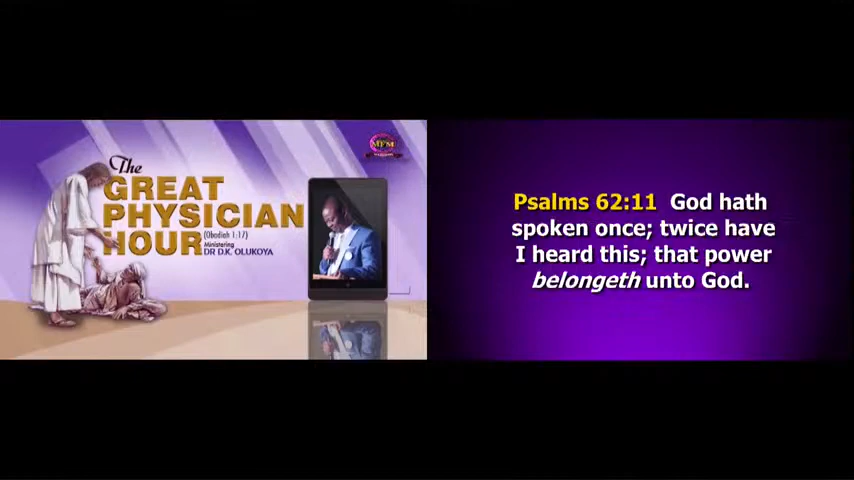 MFM
The
GREAT
PHYSICIAN
HOUR
(Obadiah 1:17)
Ministering
DR D.K. OLUKOYA
Psalms 62:11 God hath
spoken once; twice have
I heard this; that power
belongeth unto God.